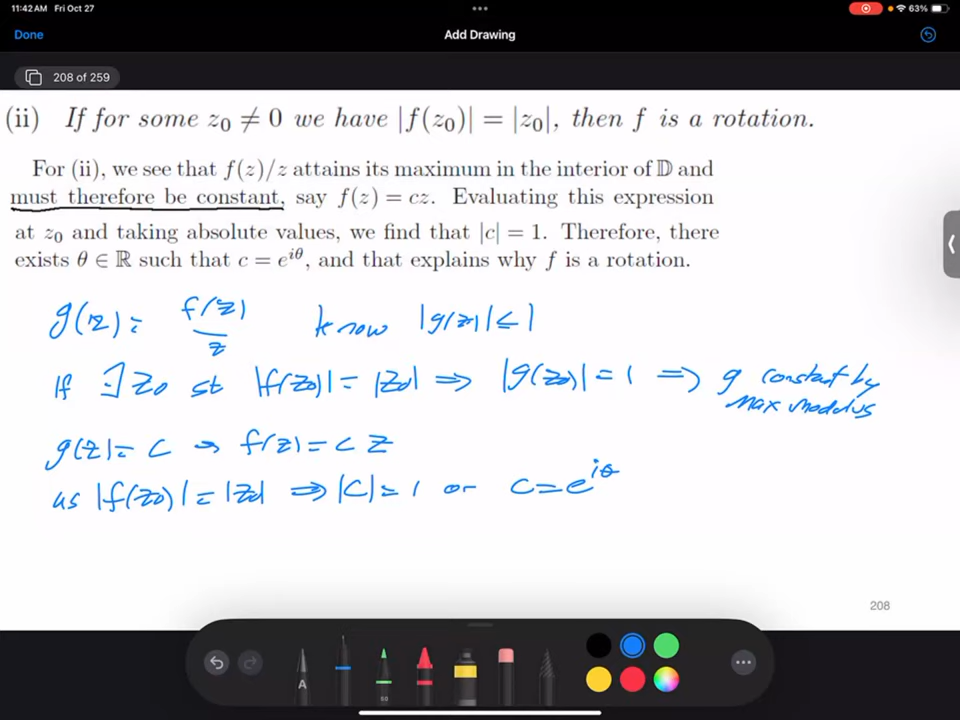 11:42 AM Fri Oct 27
63%
Done
Add Drawing
208 of 259
(ii) If for some z₀ ≠ 0 we have |f(z₀)| = |z₀|, then f is a rotation.
For (ii), we see that f(z)/z attains its maximum in the interior of 𝔻 and
must therefore be constant, say f(z) = cz. Evaluating this expression
at z₀ and taking absolute values, we find that |c| = 1. Therefore, there
exists θ ∈ ℝ such that c = e^{iθ}, and that explains why f is a rotation.
g(z) = f(z)/z know |g(z)| ≤ 1
If ∃ z₀ st |f(z₀)| = |z₀| ⇒ |g(z₀)| = 1 ⇒ g constant by
Max Modulus
g(z) = c → f(z) = c z
as |f(z₀)| = |z₀| ⇒ |c| = 1 or c = e^{iθ}
208
A